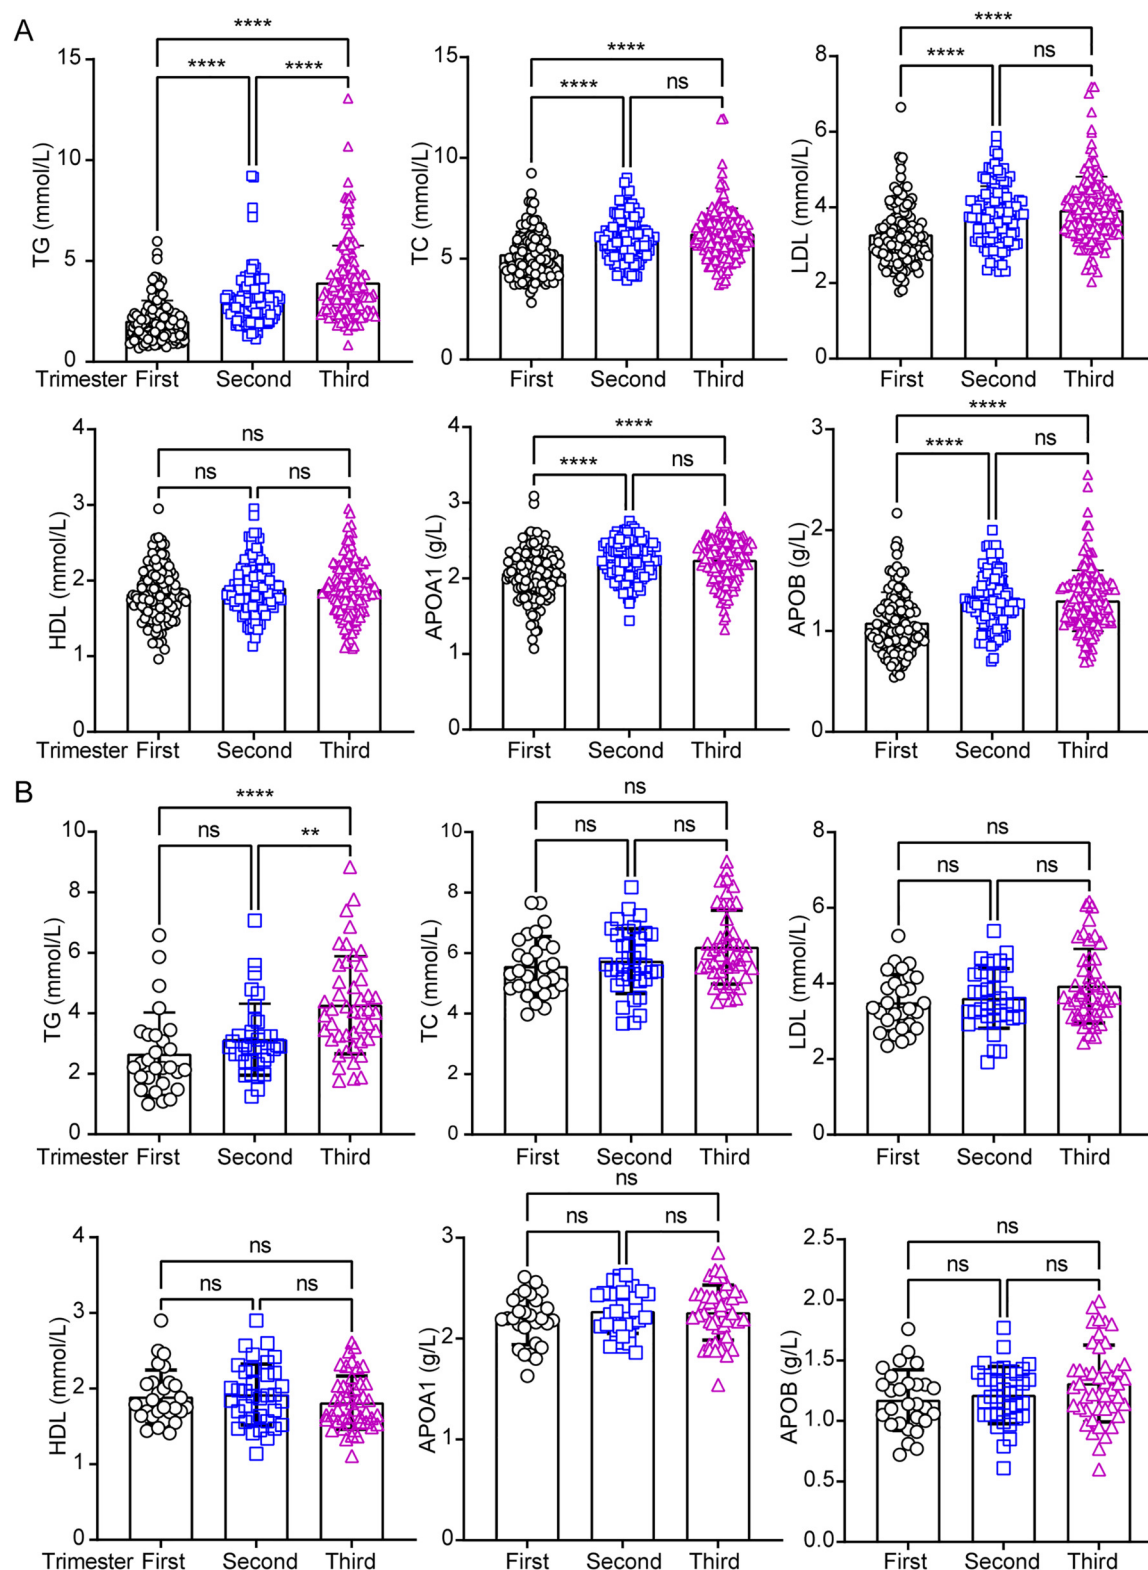 A
****
****
****
TG (mmol/L)
15
10
5
0
Trimester First Second Third
****
****
ns
TC (mmol/L)
15
10
5
0
First Second Third
****
****
ns
LDL (mmol/L)
8
6
4
2
0
First Second Third
ns
ns
ns
HDL (mmol/L)
4
3
2
1
0
Trimester First Second Third
****
****
ns
APOA1 (g/L)
4
3
2
1
0
First Second Third
****
****
ns
APOB (g/L)
3
2
1
0
First Second Third
B
****
ns
**
TG (mmol/L)
10
8
6
4
2
0
Trimester First Second Third
ns
ns
ns
TC (mmol/L)
10
8
6
4
2
0
First Second Third
ns
ns
ns
LDL (mmol/L)
8
6
4
2
0
First Second Third
ns
ns
ns
HDL (mmol/L)
4
3
2
1
0
Trimester First Second Third
ns
ns
ns
APOA1 (g/L)
3
2
1
0
First Second Third
ns
ns
ns
APOB (g/L)
2.5
2.0
1.5
1.0
0.5
0.0
First Second Third